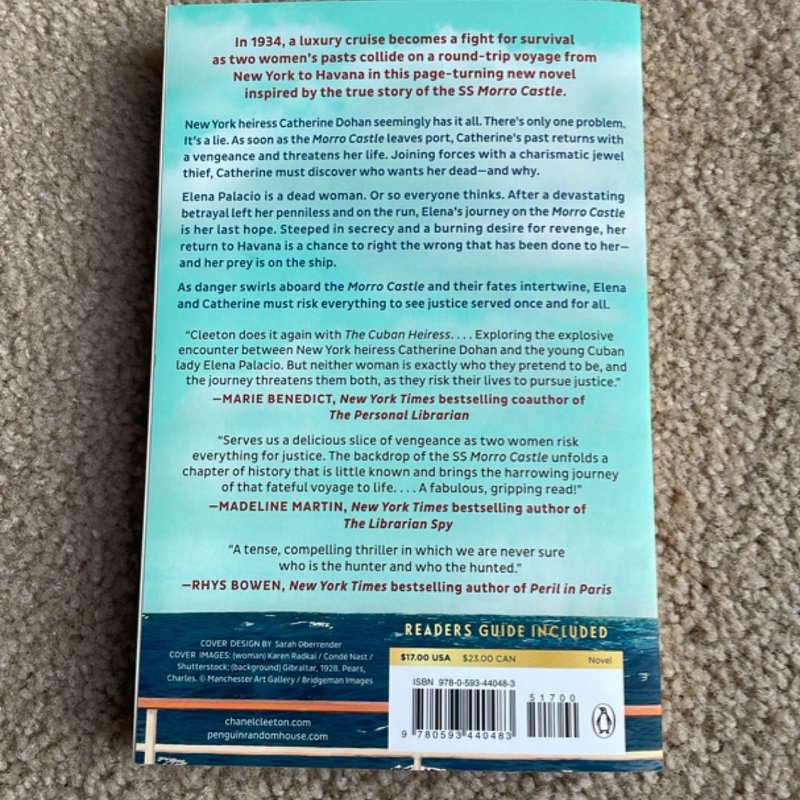 In 1934, a luxury cruise becomes a fight for survival
as two women's pasts collide on a round-trip voyage from
New York to Havana in this page-turning new novel
inspired by the true story of the SS Morro Castle.
New York heiress Catherine Dohan seemingly has it all. There's only one problem.
It's a lie. As soon as the Morro Castle leaves port, Catherine's past returns with
a vengeance and threatens her life. Joining forces with a charismatic jewel
thief, Catherine must discover who wants her dead—and why.
Elena Palacio is a dead woman. Or so everyone thinks. After a devastating
betrayal left her penniless and on the run, Elena's journey on the Morro Castle
is her last hope. Steeped in secrecy and a burning desire for revenge, her
return to Havana is a chance to right the wrong that has been done to her—
and her prey is on the ship.
As danger swirls aboard the Morro Castle and their fates intertwine, Elena
and Catherine must risk everything to see justice served once and for all.
"Cleeton does it again with The Cuban Heiress. . . . Exploring the explosive
encounter between New York heiress Catherine Dohan and the young Cuban
lady Elena Palacio. But neither woman is exactly who they pretend to be, and
the journey threatens them both, as they risk their lives to pursue justice."
—MARIE BENEDICT, New York Times bestselling coauthor of
The Personal Librarian
"Serves us a delicious slice of vengeance as two women risk
everything for justice. The backdrop of the SS Morro Castle unfolds a
chapter of history that is little known and brings the harrowing journey
of that fateful voyage to life. . . . A fabulous, gripping read!"
—MADELINE MARTIN, New York Times bestselling author of
The Librarian Spy
"A tense, compelling thriller in which we are never sure
who is the hunter and who the hunted."
—RHYS BOWEN, New York Times bestselling author of Peril in Paris
READERS GUIDE INCLUDED
COVER DESIGN BY Sarah Oberrender
COVER IMAGES: (woman) Karen Radkai / Condé Nast /
Shutterstock; (background) Gibraltar, 1928. Pears,
Charles. © Manchester Art Gallery / Bridgeman Images
chanelcleeton.com
penguinrandomhouse.com
$17.00 USA $23.00 CAN Novel
ISBN 978-0-593-44048-3
51700
9 780593 440483